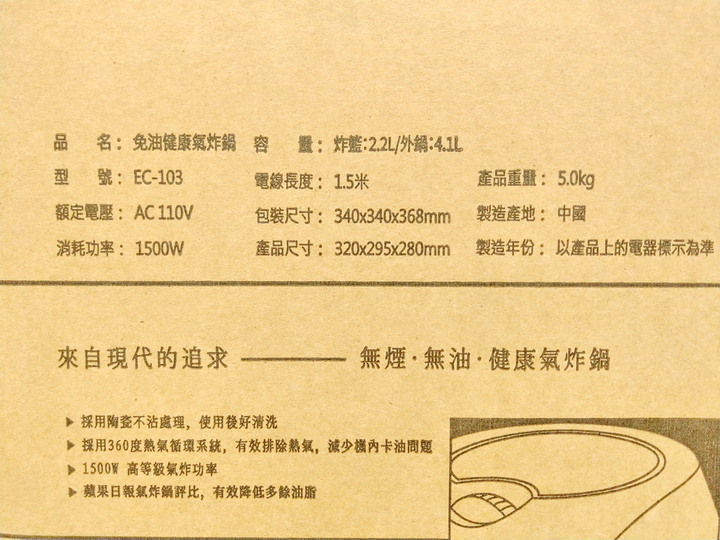 品　名： 免油健康氣炸鍋 容　量： 炸籃:2.2L/外鍋:4.1L
型　號： EC-103 電線長度： 1.5米 產品重量： 5.0kg
額定電壓： AC 110V 包裝尺寸： 340x340x368mm 製造產地： 中國
消耗功率： 1500W 產品尺寸： 320x295x280mm 製造年份： 以產品上的電器標示為準
來自現代的追求 —— 無煙·無油·健康氣炸鍋
▶ 採用陶瓷不沾處理，使用後好清洗
▶ 採用360度熱氣循環系統，有效排除熱氣，減少機內卡油問題
▶ 1500W 高等級氣炸功率
▶ 蘋果日報氣炸鍋評比，有效降低多餘油脂